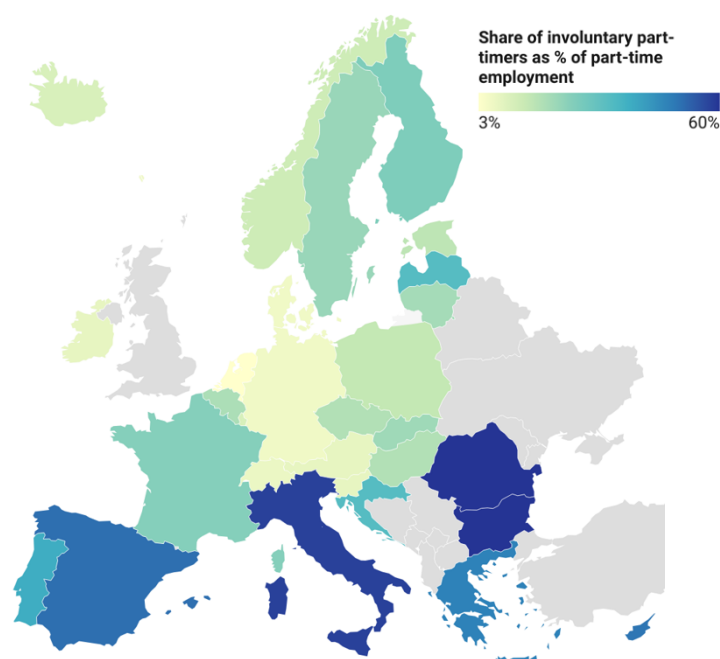 Share of involuntary part-
timers as % of part-time
employment
3%
60%